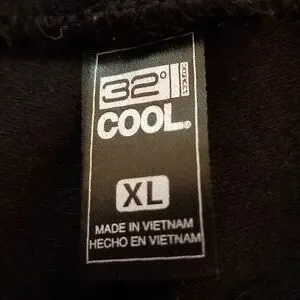 32°
COOL®
XL
MADE IN VIETNAM
HECHO EN VIETNAM